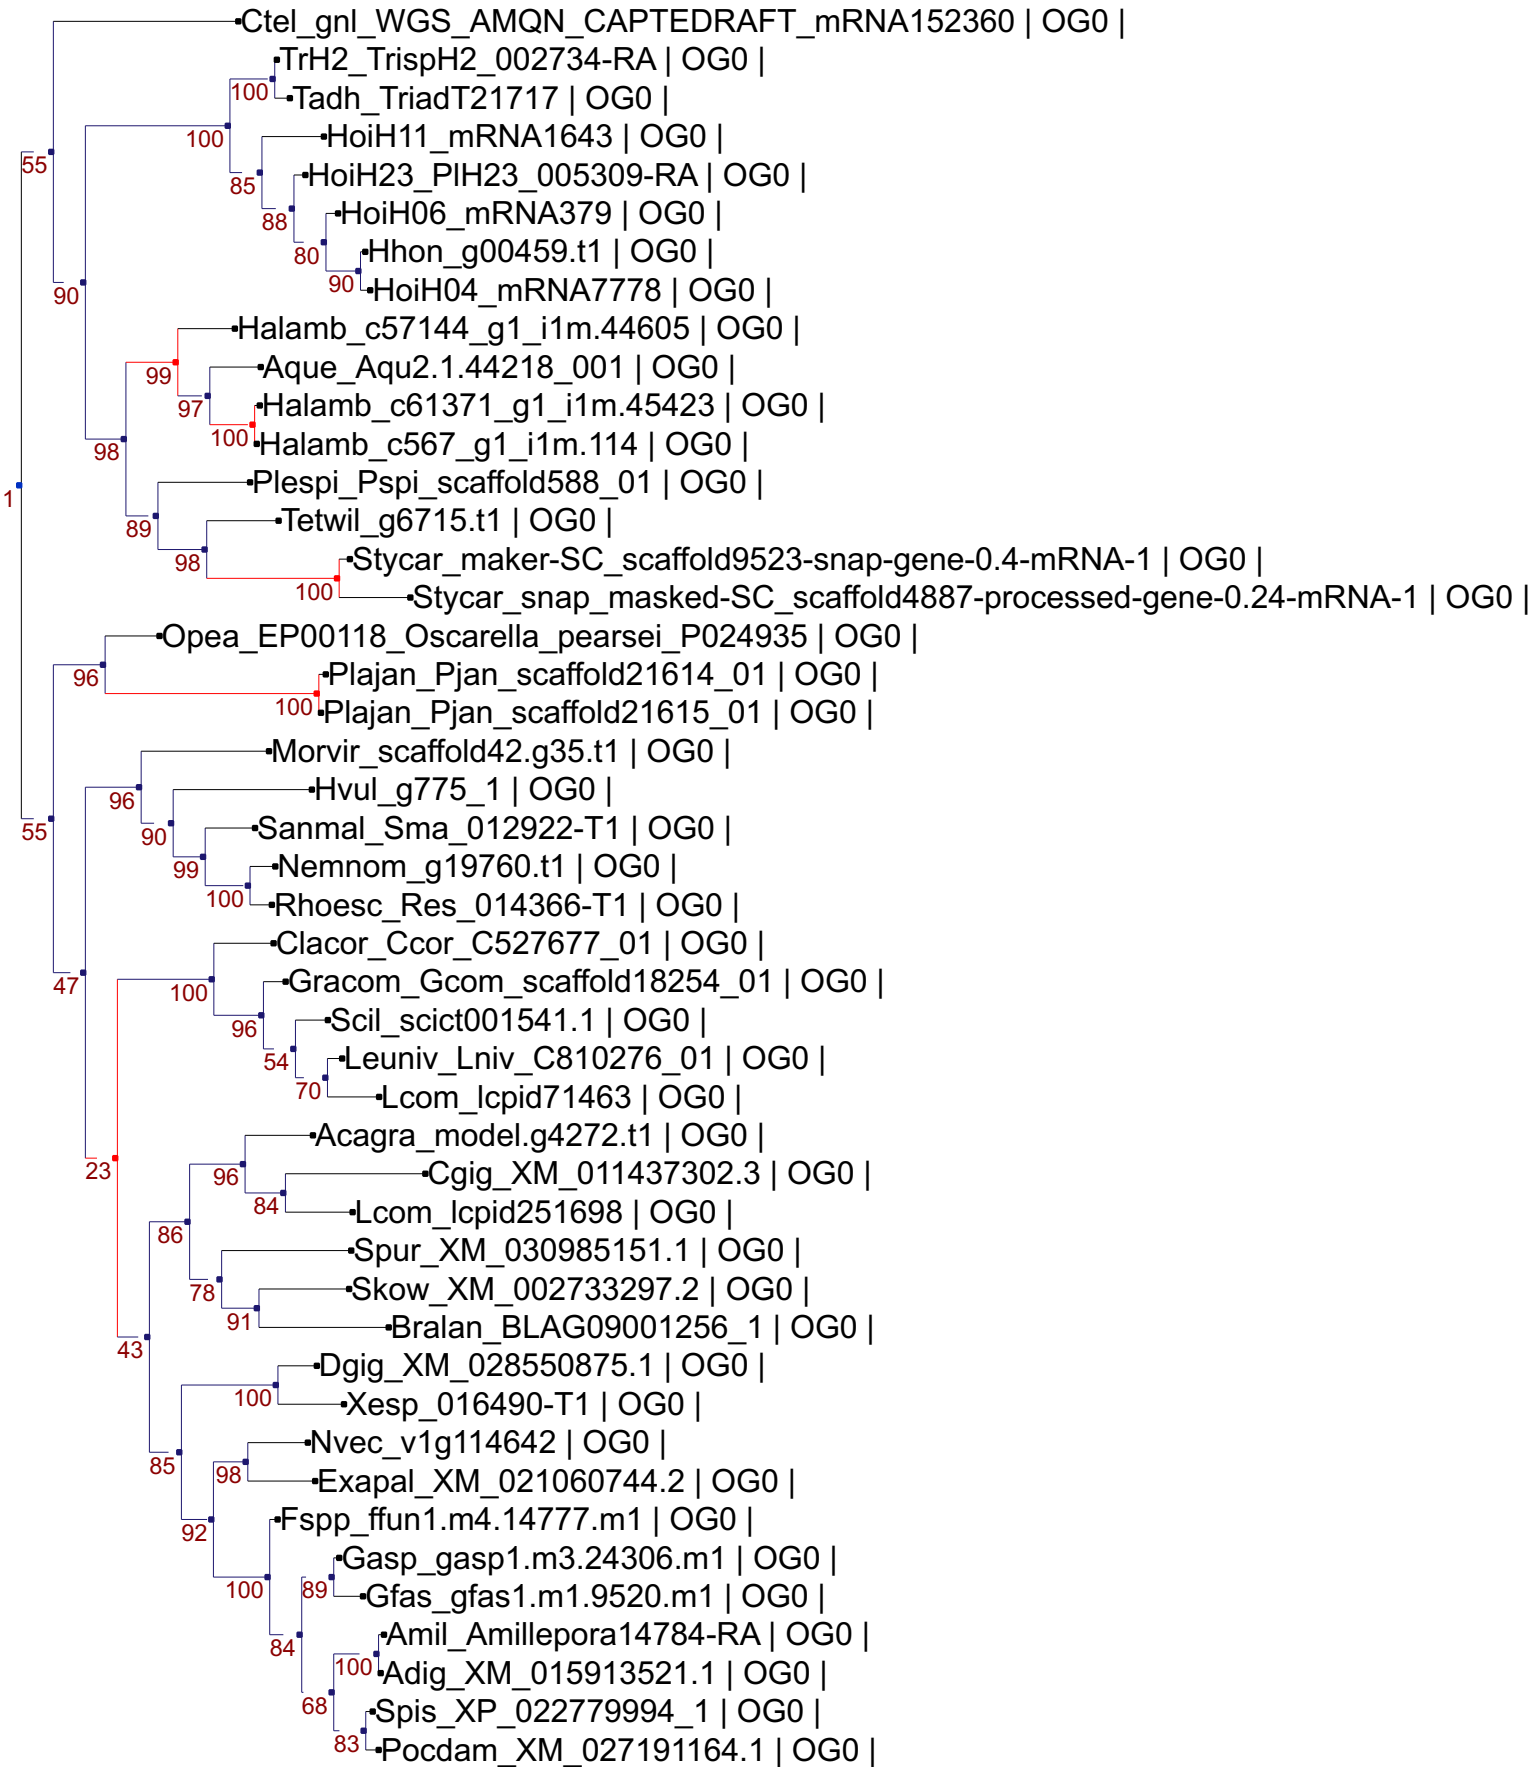 Ctel_gnl_WGS_AMQN_CAPTEDRAFT_mRNA152360 | OG0 |
TrH2_TrispH2_002734-RA | OG0 |
100
Tadh_TriadT21717 | OG0 |
100
HoiH11_mRNA1643 | OG0 |
55
HoiH23_PlH23_005309-RA | OG0 |
85
HoiH06_mRNA379 | OG0 |
88
Hhon_g00459.t1 | OG0 |
80
HoiH04_mRNA7778 | OG0 |
90
90
Halamb_c57144_g1_i1m.44605 | OG0 |
Aque_Aqu2.1.44218_001 | OG0 |
99
Halamb_c61371_g1_i1m.45423 | OG0 |
97
Halamb_c567_g1_i1m.114 | OG0 |
100
98
Plespi_Pspi_scaffold588_01 | OG0 |
1
Tetwil_g6715.t1 | OG0 |
89
Stycar_maker-SC_scaffold9523-snap-gene-0.4-mRNA-1 | OG0 |
98
Stycar_snap_masked-SC_scaffold4887-processed-gene-0.24-mRNA-1 | OG0 |
100
Opea_EP00118_Oscarella_pearsei_P024935 | OG0 |
96
Plajan_Pjan_scaffold21614_01 | OG0 |
100
Plajan_Pjan_scaffold21615_01 | OG0 |
Morvir_scaffold42.g35.t1 | OG0 |
Hvul_g775_1 | OG0 |
96
Sanmal_Sma_012922-T1 | OG0 |
55
90
Nemnom_g19760.t1 | OG0 |
99
Rhoesc_Res_014366-T1 | OG0 |
100
Clacor_Ccor_C527677_01 | OG0 |
47
Gracom_Gcom_scaffold18254_01 | OG0 |
100
Scil_scict001541.1 | OG0 |
96
Leuniv_Lniv_C810276_01 | OG0 |
54
Lcom_lcpid71463 | OG0 |
70
Acagra_model.g4272.t1 | OG0 |
23
Cgig_XM_011437302.3 | OG0 |
96
Lcom_lcpid251698 | OG0 |
84
86
Spur_XM_030985151.1 | OG0 |
Skow_XM_002733297.2 | OG0 |
78
Bralan_BLAG09001256_1 | OG0 |
91
43
Dgig_XM_028550875.1 | OG0 |
100
Xesp_016490-T1 | OG0 |
Nvec_v1g114642 | OG0 |
85
98
Exapal_XM_021060744.2 | OG0 |
Fspp_ffun1.m4.14777.m1 | OG0 |
92
Gasp_gasp1.m3.24306.m1 | OG0 |
100
89
Gfas_gfas1.m1.9520.m1 | OG0 |
Amil_Amillepora14784-RA | OG0 |
84
100
Adig_XM_015913521.1 | OG0 |
68
Spis_XP_022779994_1 | OG0 |
83
Pocdam_XM_027191164.1 | OG0 |